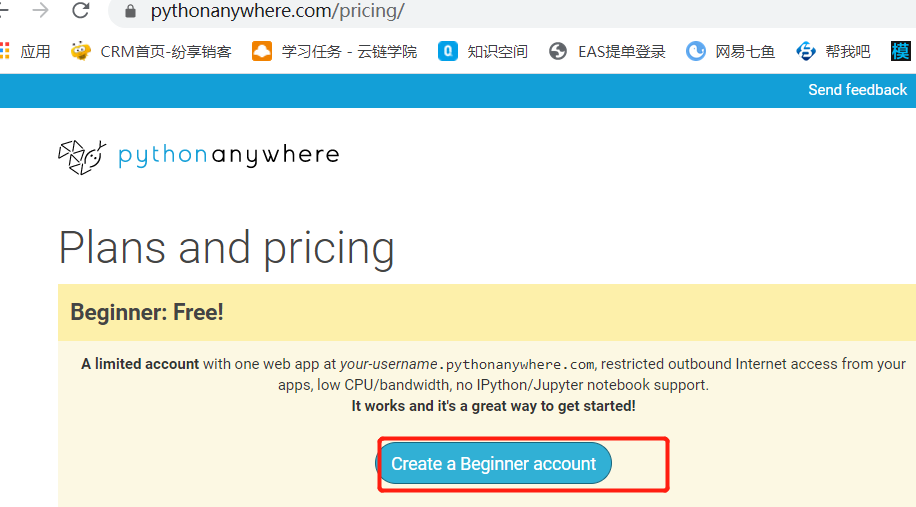 pythonanywhere.com/pricing/
应用 CRM首页-纷享销客 学习任务 - 云链学院 知识空间 EAS提单登录 网易七鱼 帮我吧 模
Send feedback
pythonanywhere
Plans and pricing
Beginner: Free!
A limited account with one web app at your-username.pythonanywhere.com, restricted outbound Internet access from your
apps, low CPU/bandwidth, no IPython/Jupyter notebook support.
It works and it's a great way to get started!
Create a Beginner account